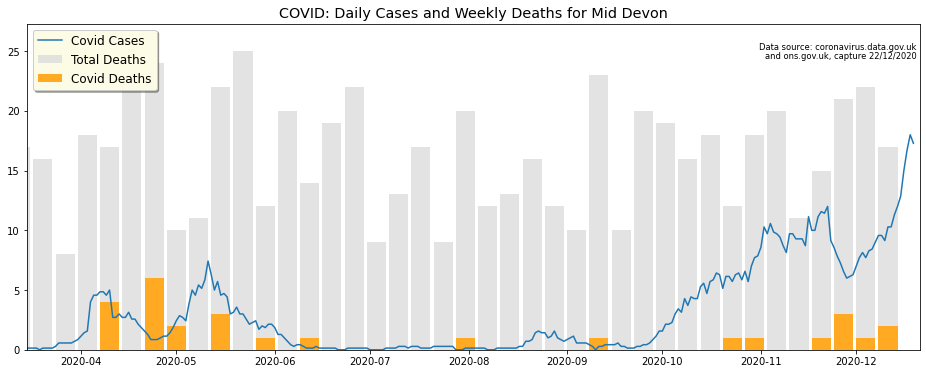 COVID: Daily Cases and Weekly Deaths for Mid Devon
Covid Cases
Total Deaths
Covid Deaths
Data source: coronavirus.data.gov.uk
and ons.gov.uk, capture 22/12/2020
25
20
15
10
5
0
2020-04
2020-05
2020-06
2020-07
2020-08
2020-09
2020-10
2020-11
2020-12